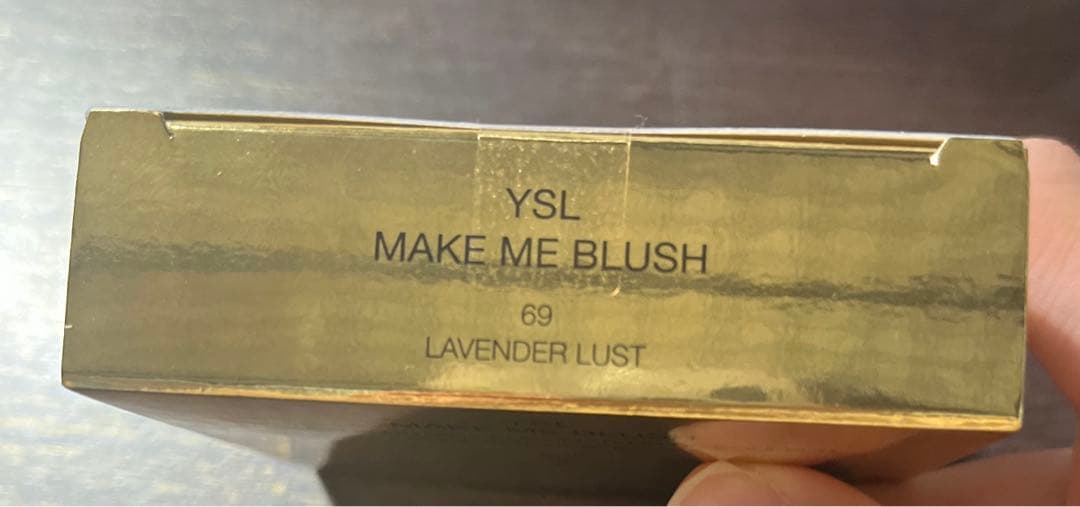 YSL
MAKE ME BLUSH
69
LAVENDER LUST